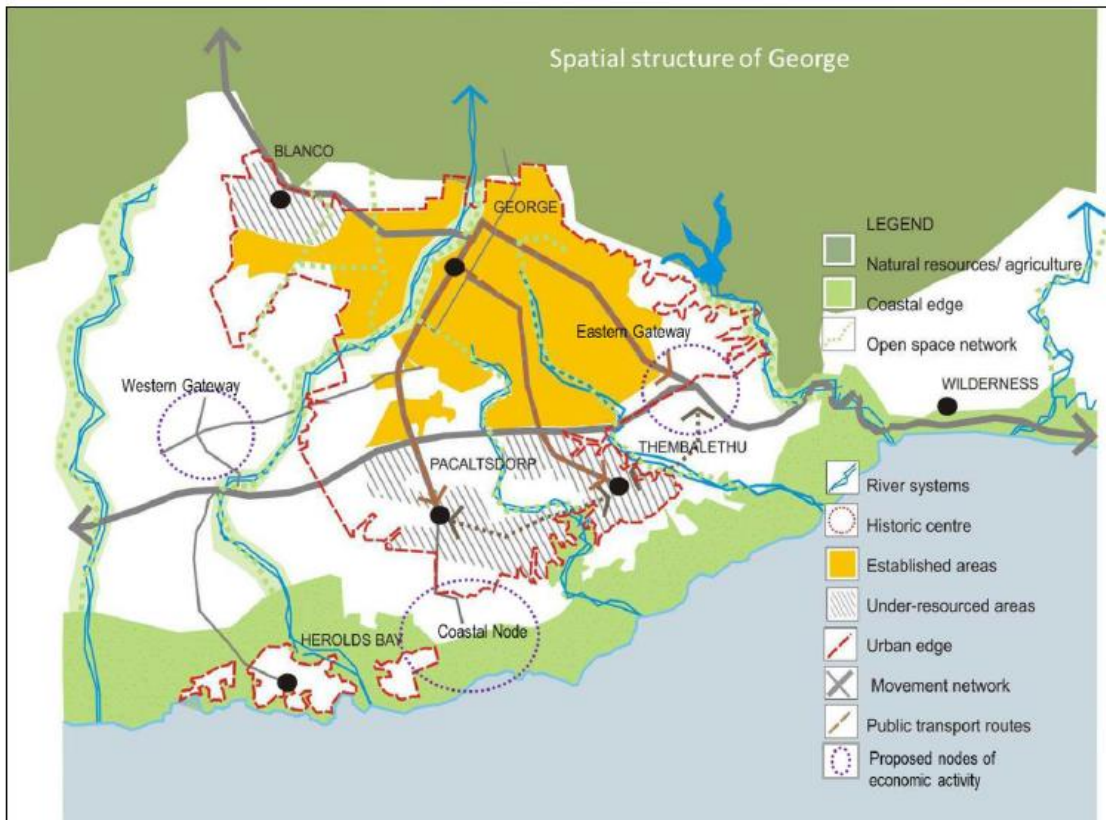 Spatial structure of George
BLANCO
GEORGE
LEGEND
Natural resources/ agriculture
Coastal edge
Open space network
Eastern Gateway
Western Gateway
WILDERNESS
THEMBALETHU
PACALTSDORP
River systems
Historic centre
Established areas
Under-resourced areas
Coastal Node
HEROLDS BAY
Urban edge
Movement network
Public transport routes
Proposed nodes of
economic activity